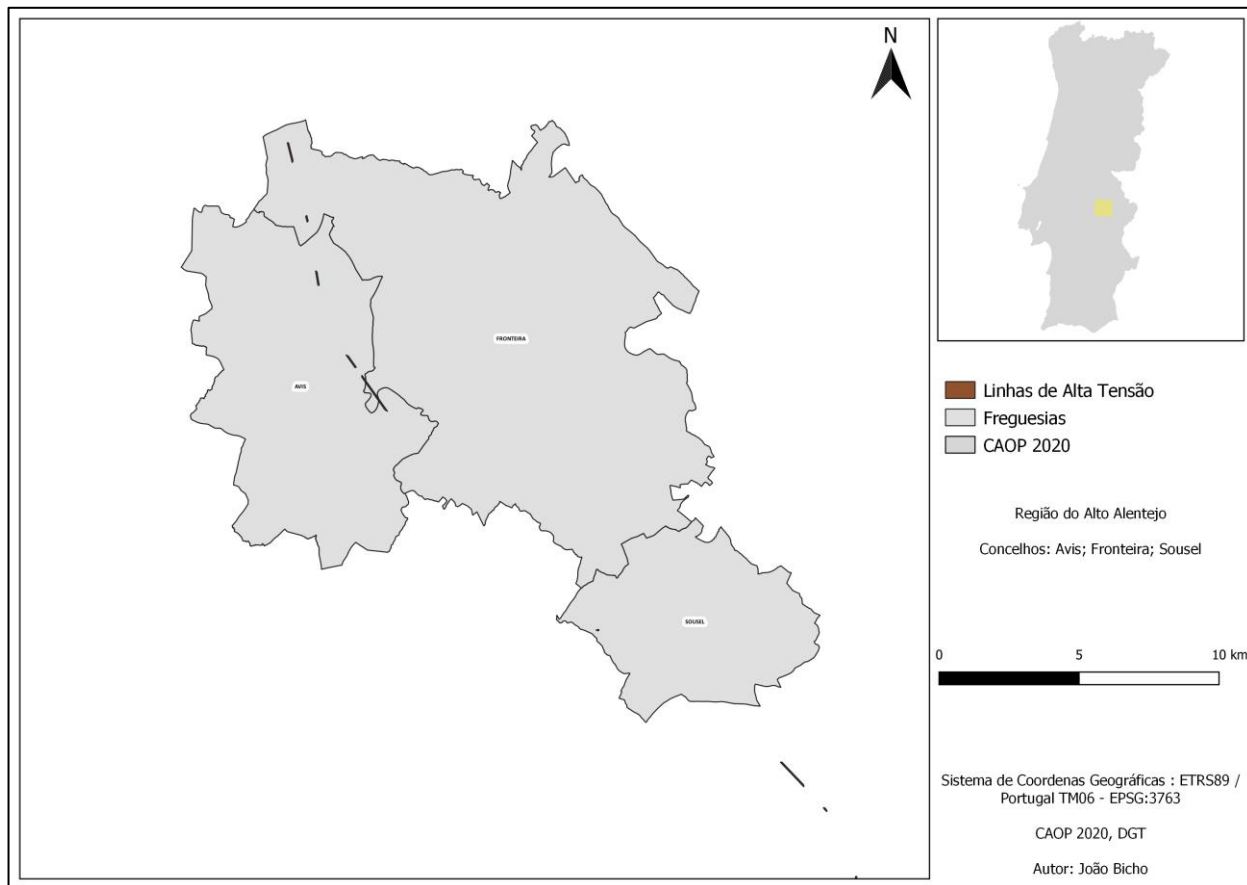 N
FRONTEIRA
AVIS
SOUSEL
Linhas de Alta Tensão
Freguesias
CAOP 2020
Região do Alto Alentejo
Concelhos: Avis; Fronteira; Sousel
0 5 10 km
Sistema de Coordenas Geográficas : ETRS89 /
Portugal TM06 - EPSG:3763
CAOP 2020, DGT
Autor: João Bicho